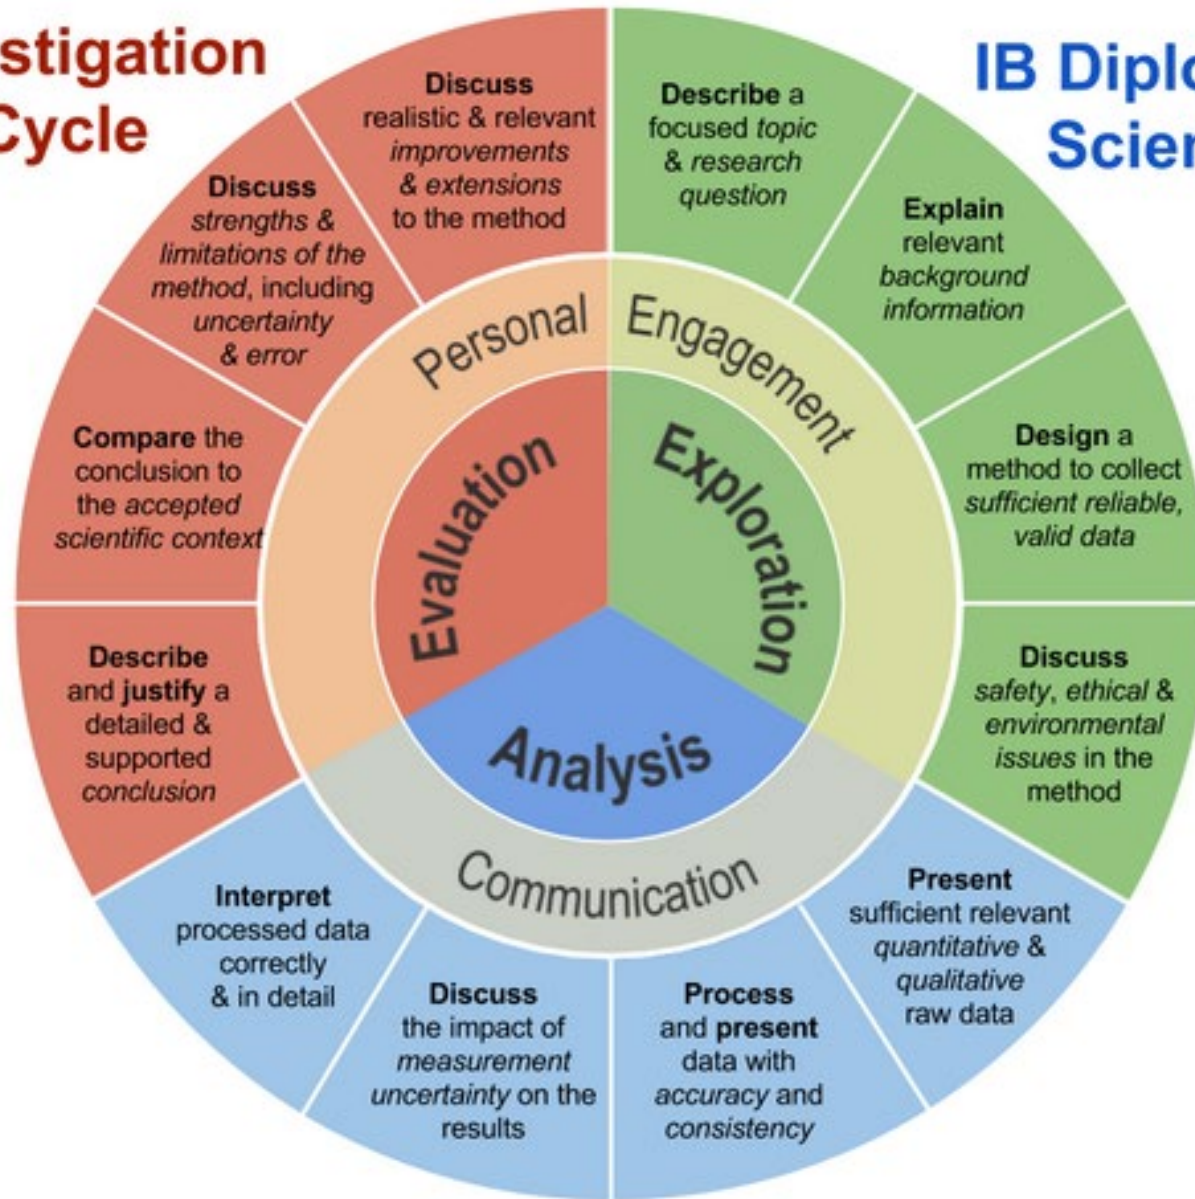 stigation
Cycle
IB Diplo
Scien
Describe a
focused topic
& research
question
Explain
relevant
background
information
Design a
method to collect
sufficient reliable,
valid data
Discuss
safety, ethical &
environmental
issues in the
method
Present
sufficient relevant
quantitative &
qualitative
raw data
Process
and present
data with
accuracy and
consistency
Discuss
the impact of
measurement
uncertainty on the
results
Interpret
processed data
correctly
& in detail
Describe
and justify a
detailed &
supported
conclusion
Compare the
conclusion to
the accepted
scientific context
Discuss
strengths &
limitations of the
method, including
uncertainty
& error
Discuss
realistic & relevant
improvements
& extensions
to the method
Personal Engagement
Communication
Evaluation
Exploration
Analysis